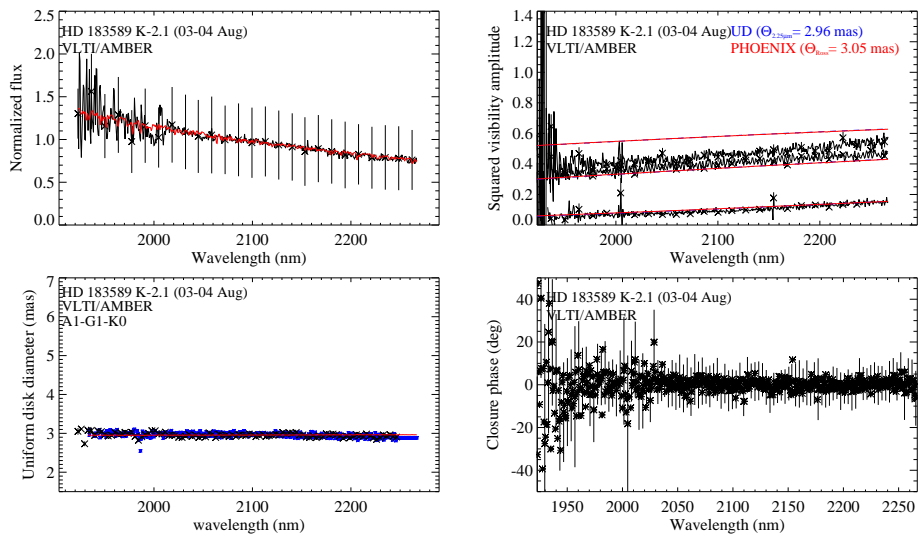 HD 183589 K-2.1 (03-04 Aug)
VLTI/AMBER
Normalized flux
2.5
2.0
1.5
1.0
0.5
0.0
2000
2100
2200
Wavelength (nm)
HD 183589 K-2.1 (03-04 Aug)
VLTI/AMBER
UD (Θ2.25μm= 2.96 mas)
PHOENIX (ΘRoss= 3.05 mas)
Squared visibility amplitude
1.4
1.2
1.0
0.8
0.6
0.4
0.2
0.0
2000
2100
2200
Wavelength (nm)
HD 183589 K-2.1 (03-04 Aug)
VLTI/AMBER
A1-G1-K0
Uniform disk diameter (mas)
7
6
5
4
3
2
2000
2100
2200
wavelength (nm)
HD 183589 K-2.1 (03-04 Aug)
VLTI/AMBER
Closure phase (deg)
40
20
0
-20
-40
1950
2000
2050
2100
2150
2200
2250
Wavelength (nm)